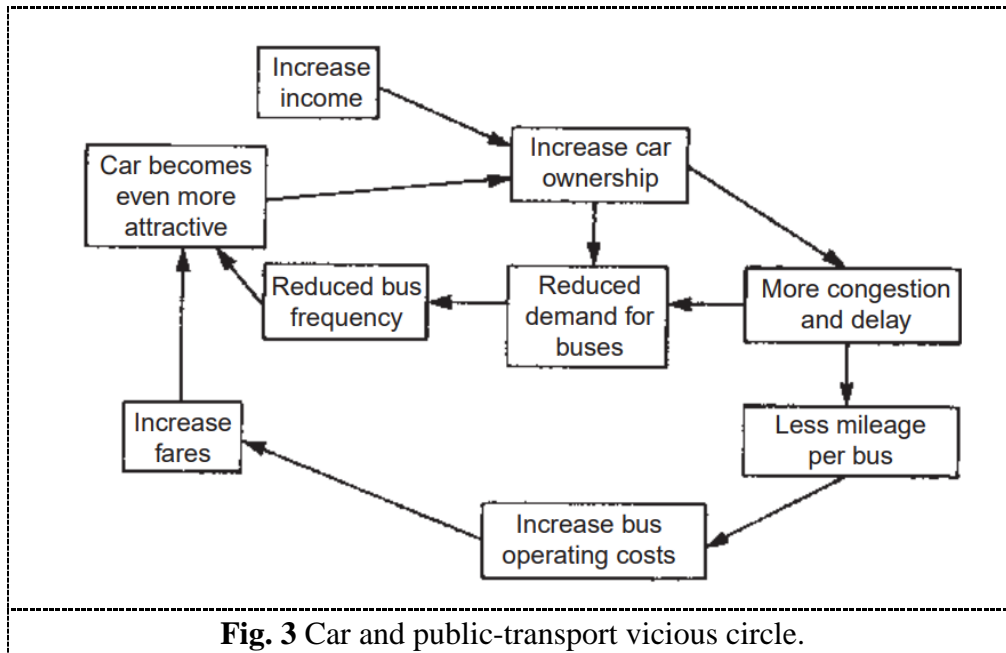 Increase
income
Increase car
ownership
Car becomes
even more
attractive
Reduced bus
frequency
Reduced
demand for
buses
More congestion
and delay
Increase
fares
Less mileage
per bus
Increase bus
operating costs
Fig. 3 Car and public-transport vicious circle.